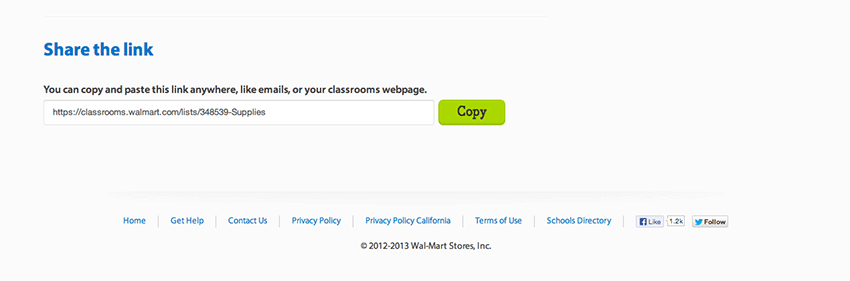 Share the link
You can copy and paste this link anywhere, like emails, or your classrooms webpage.
https://classrooms.walmart.com/lists/348539-Supplies Copy
Home Get Help Contact Us Privacy Policy Privacy Policy California Terms of Use Schools Directory Like 1.2k Follow
© 2012-2013 Wal-Mart Stores, Inc.